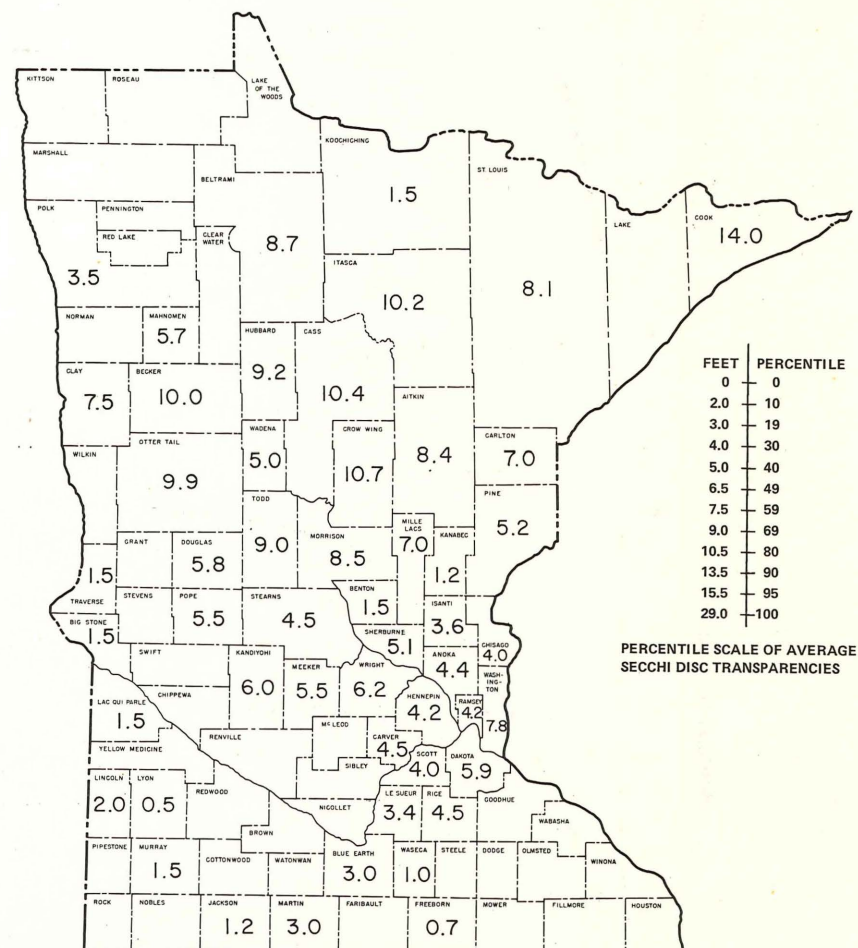 KITTSON
ROSEAU
LAKE
OF THE
WOODS
KOOCHICHING
1.5
MARSHALL
BELTRAMI
8.7
ST LOUIS
8.1
LAKE
COOK
14.0
POLK
3.5
PENNINGTON
RED LAKE
CLEAR
WATER
ITASCA
10.2
NORMAN
MAHNOMEN
5.7
HUBBARD
9.2
CASS
10.4
CLAY
7.5
BECKER
10.0
AITKIN
8.4
WADENA
5.0
CROW WING
10.7
CARLTON
7.0
WILKIN
OTTER TAIL
9.9
TODD
9.0
PINE
5.2
MILLE
LACS
7.0
KANABEC
1.2
MORRISON
8.5
GRANT
DOUGLAS
5.8
1.5
TRAVERSE
STEVENS
POPE
5.5
STEARNS
4.5
BENTON
1.5
ISANTI
3.6
BIG STONE
1.5
SWIFT
KANDIYOHI
6.0
MEEKER
5.5
SHERBURNE
5.1
CHISAGO
4.0
ANOKA
4.4
WRIGHT
6.2
WASH-
ING-
TON
7.8
HENNEPIN
4.2
RAMSEY
4.2
CHIPPEWA
LAC QUI PARLE
1.5
YELLOW MEDICINE
RENVILLE
McLEOD
CARVER
4.5
SCOTT
4.0
DAKOTA
5.9
SIBLEY
LINCOLN
2.0
LYON
0.5
REDWOOD
NICOLLET
LE SUEUR
3.4
RICE
4.5
GOODHUE
WABASHA
BROWN
PIPESTONE
MURRAY
1.5
COTTONWOOD
WATONWAN
BLUE EARTH
3.0
WASECA
1.0
STEELE
DODGE
OLMSTED
WINONA
ROCK
NOBLES
JACKSON
1.2
MARTIN
3.0
FARIBAULT
FREEBORN
0.7
MOWER
FILLMORE
HOUSTON
FEET PERCENTILE
0 0
2.0 10
3.0 19
4.0 30
5.0 40
6.5 49
7.5 59
9.0 69
10.5 80
13.5 90
15.5 95
29.0 100
PERCENTILE SCALE OF AVERAGE
SECCHI DISC TRANSPARENCIES